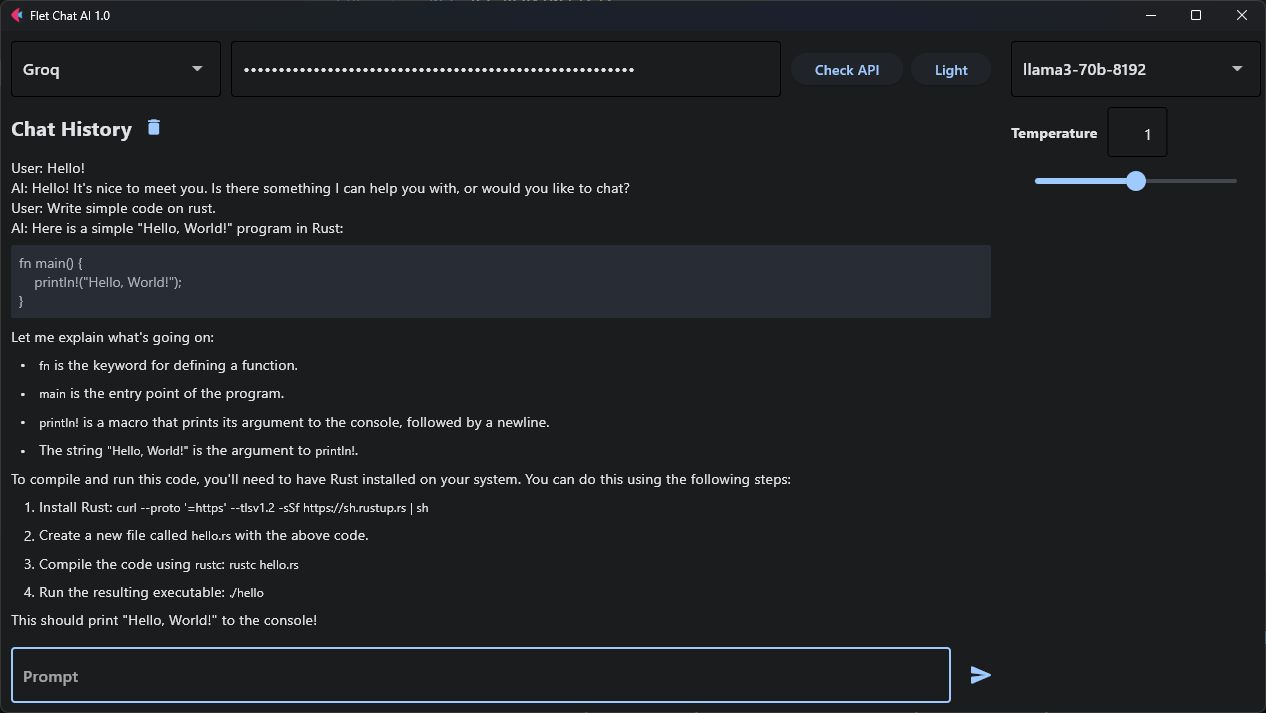 Flet Chat AI 1.0
Groq
••••••••••••••••••••••••••••••••••••••••••••••••••••••••
Check API
Light
llama3-70b-8192
Chat History
Temperature
1
User: Hello!
AI: Hello! It's nice to meet you. Is there something I can help you with, or would you like to chat?
User: Write simple code on rust.
AI: Here is a simple "Hello, World!" program in Rust:
fn main() {
    println!("Hello, World!");
}
Let me explain what's going on:
• fn is the keyword for defining a function.
• main is the entry point of the program.
• println! is a macro that prints its argument to the console, followed by a newline.
• The string "Hello, World!" is the argument to println!.
To compile and run this code, you'll need to have Rust installed on your system. You can do this using the following steps:
1. Install Rust: curl --proto '=https' --tlsv1.2 -sSf https://sh.rustup.rs | sh
2. Create a new file called hello.rs with the above code.
3. Compile the code using rustc: rustc hello.rs
4. Run the resulting executable: ./hello
This should print "Hello, World!" to the console!
Prompt